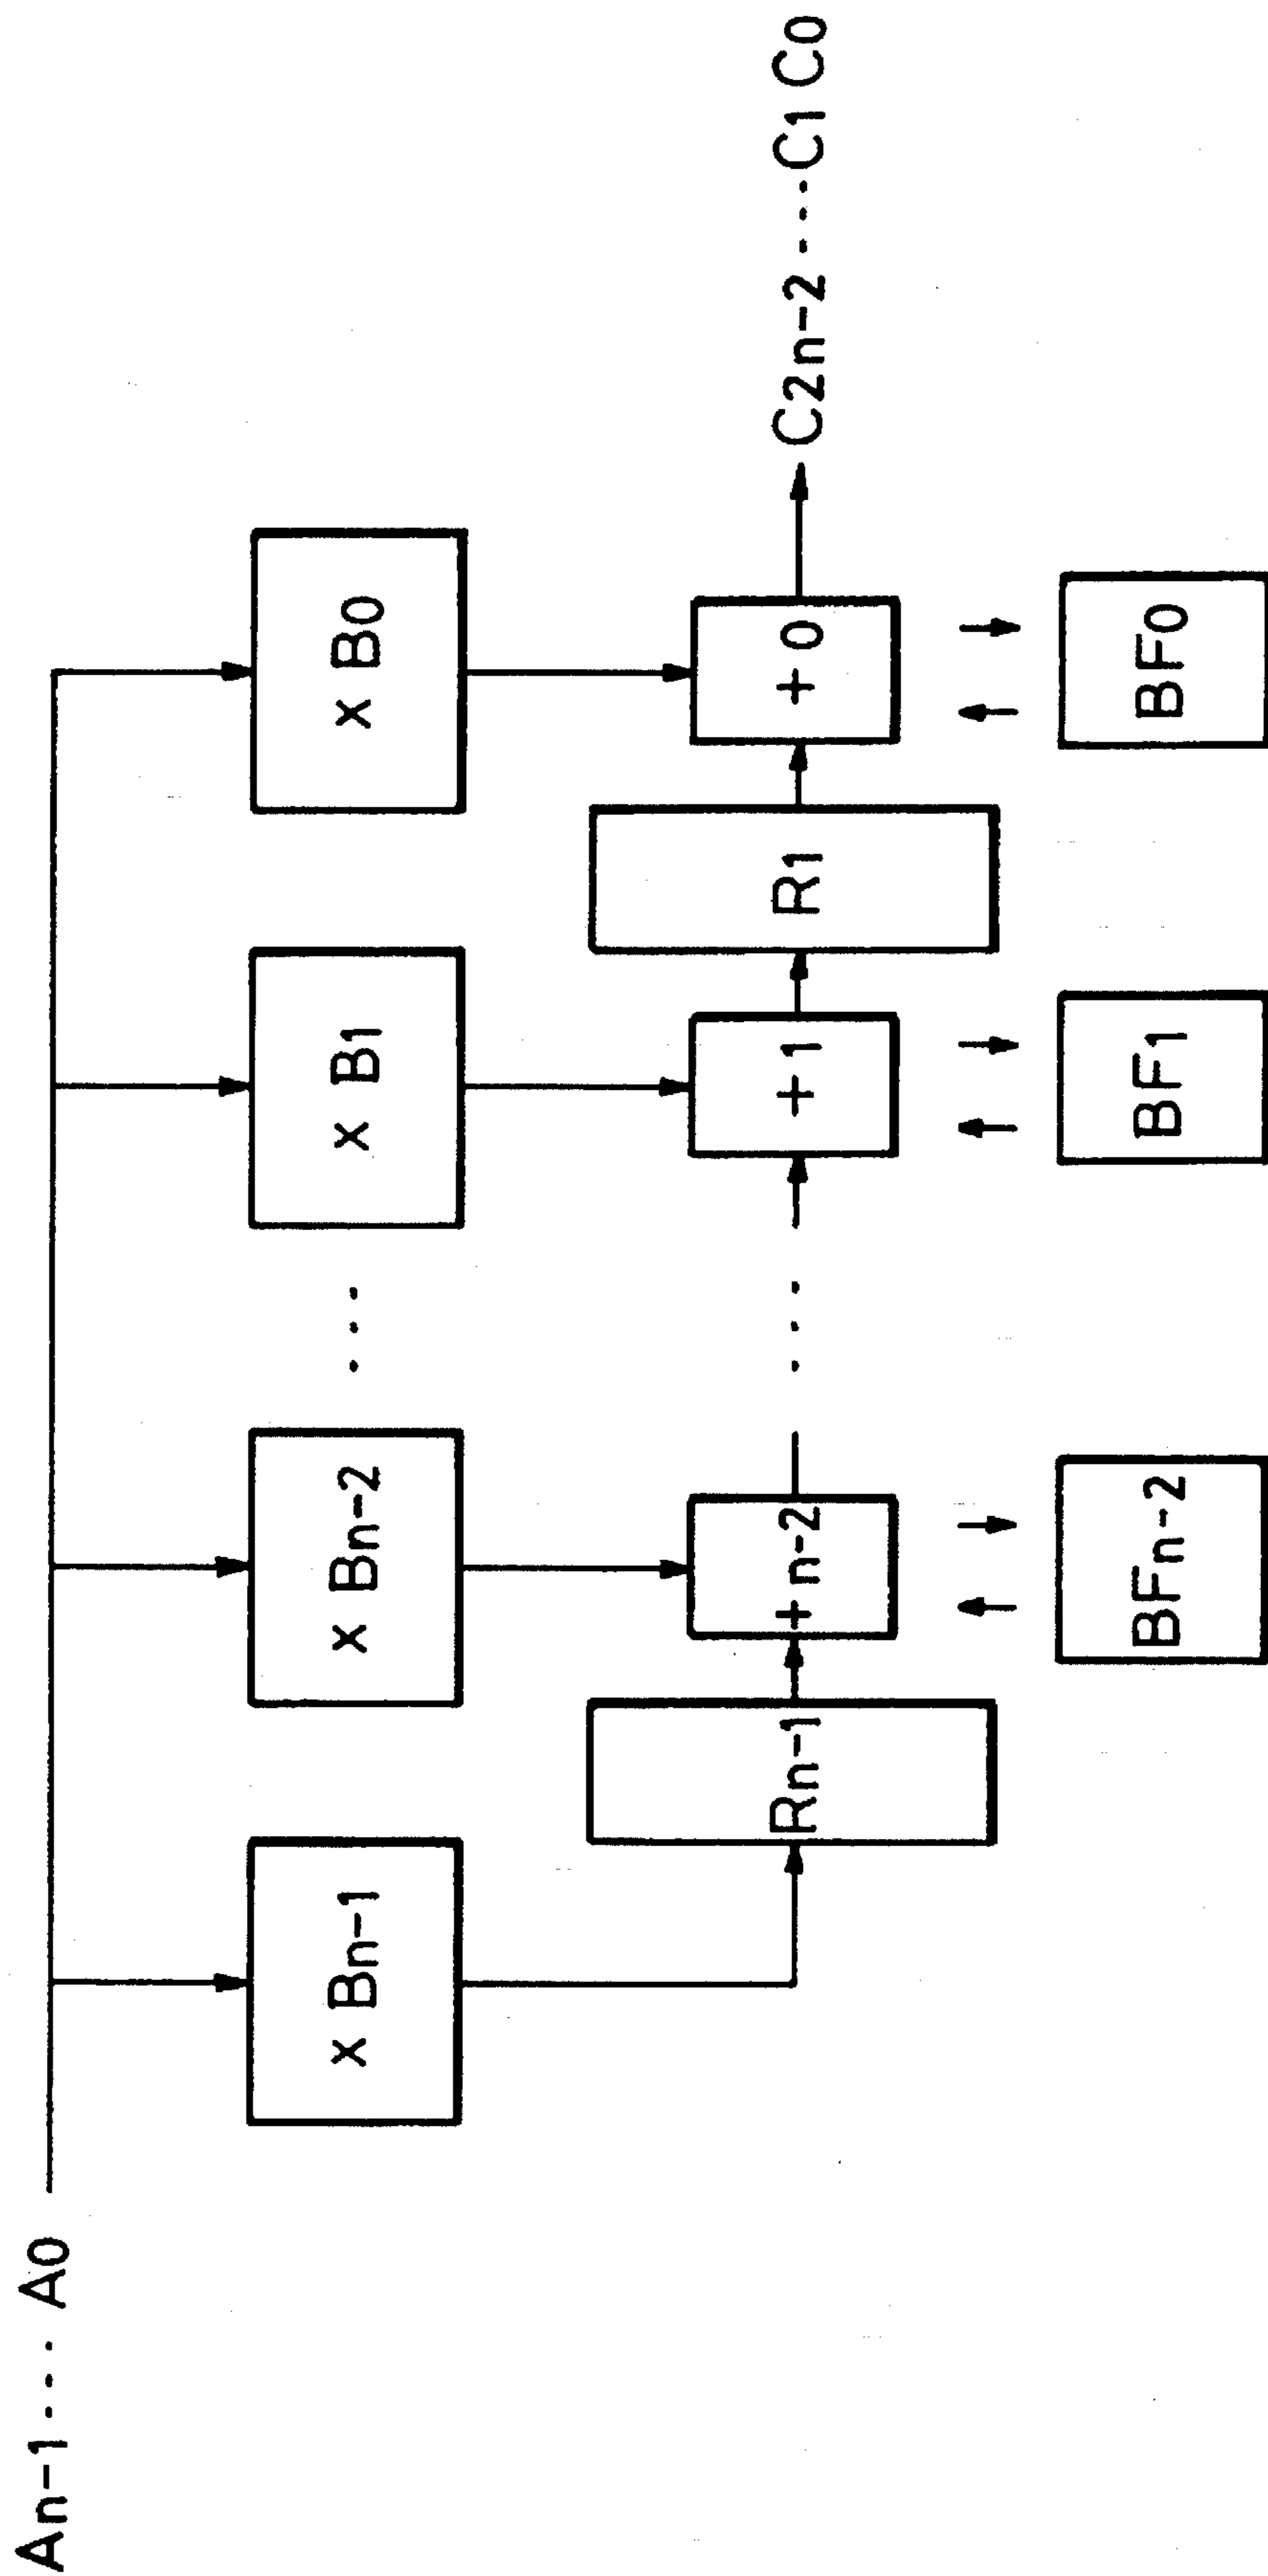 An-1 · · · A0
x Bn-1
x Bn-2
· · ·
x B1
x B0
Rn-1
+ n-2
· · ·
+ 1
R1
+ 0
C2n-2 · · · C1 C0
BFn-2
BF1
BF0